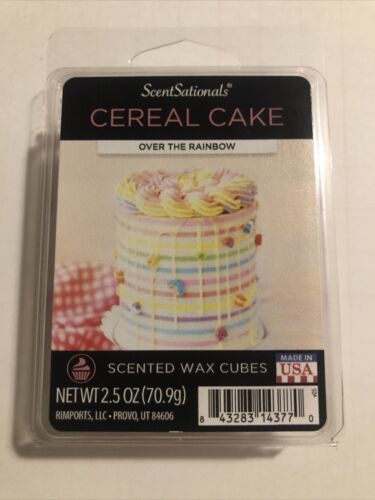 ScentSationals®
CEREAL CAKE
OVER THE RAINBOW
SCENTED WAX CUBES
MADE IN
USA
NET WT 2.5 OZ (70.9g)
RIMPORTS, LLC • PROVO, UT 84606
8 43283 14377 0